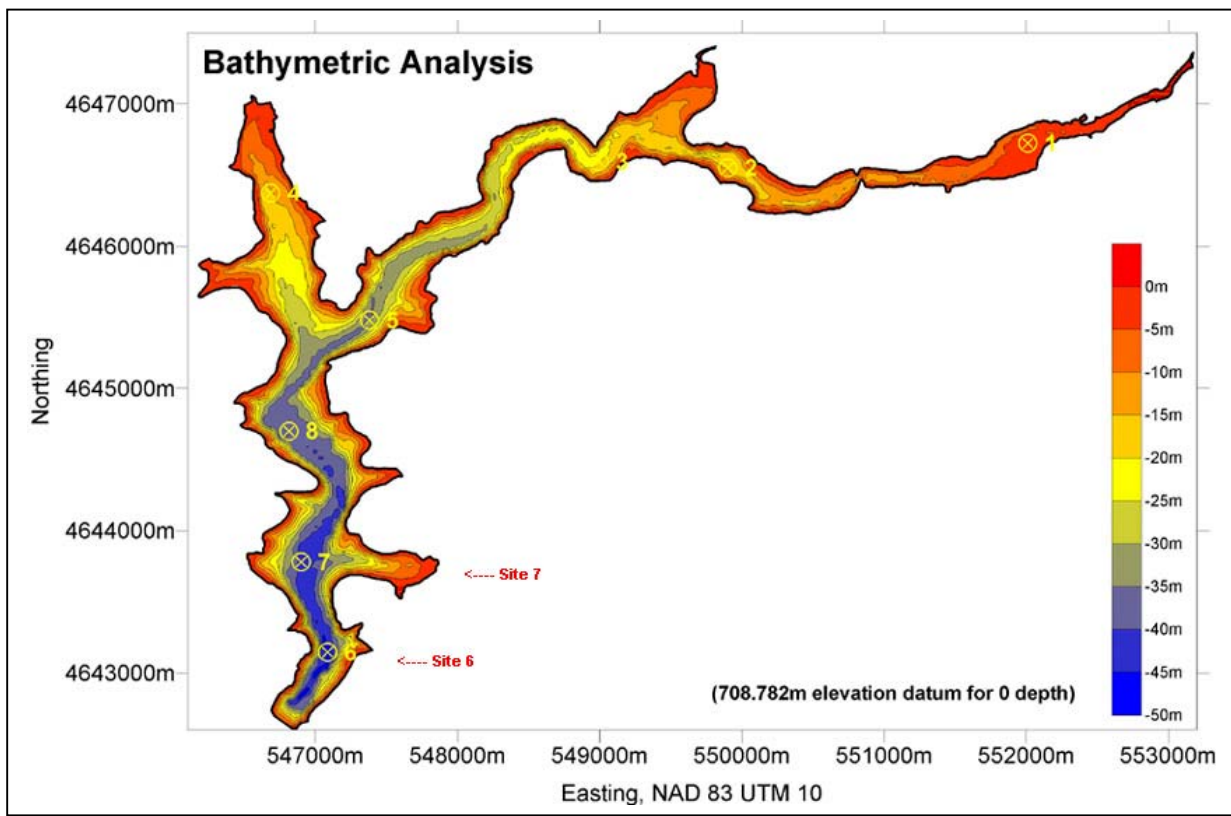 Bathymetric Analysis
4647000m
4646000m
4645000m
4644000m
4643000m
Northing
1
2
3
4
5
8
7
6
<---- Site 7
<---- Site 6
0m
-5m
-10m
-15m
-20m
-25m
-30m
-35m
-40m
-45m
-50m
(708.782m elevation datum for 0 depth)
547000m 548000m 549000m 550000m 551000m 552000m 553000m
Easting, NAD 83 UTM 10